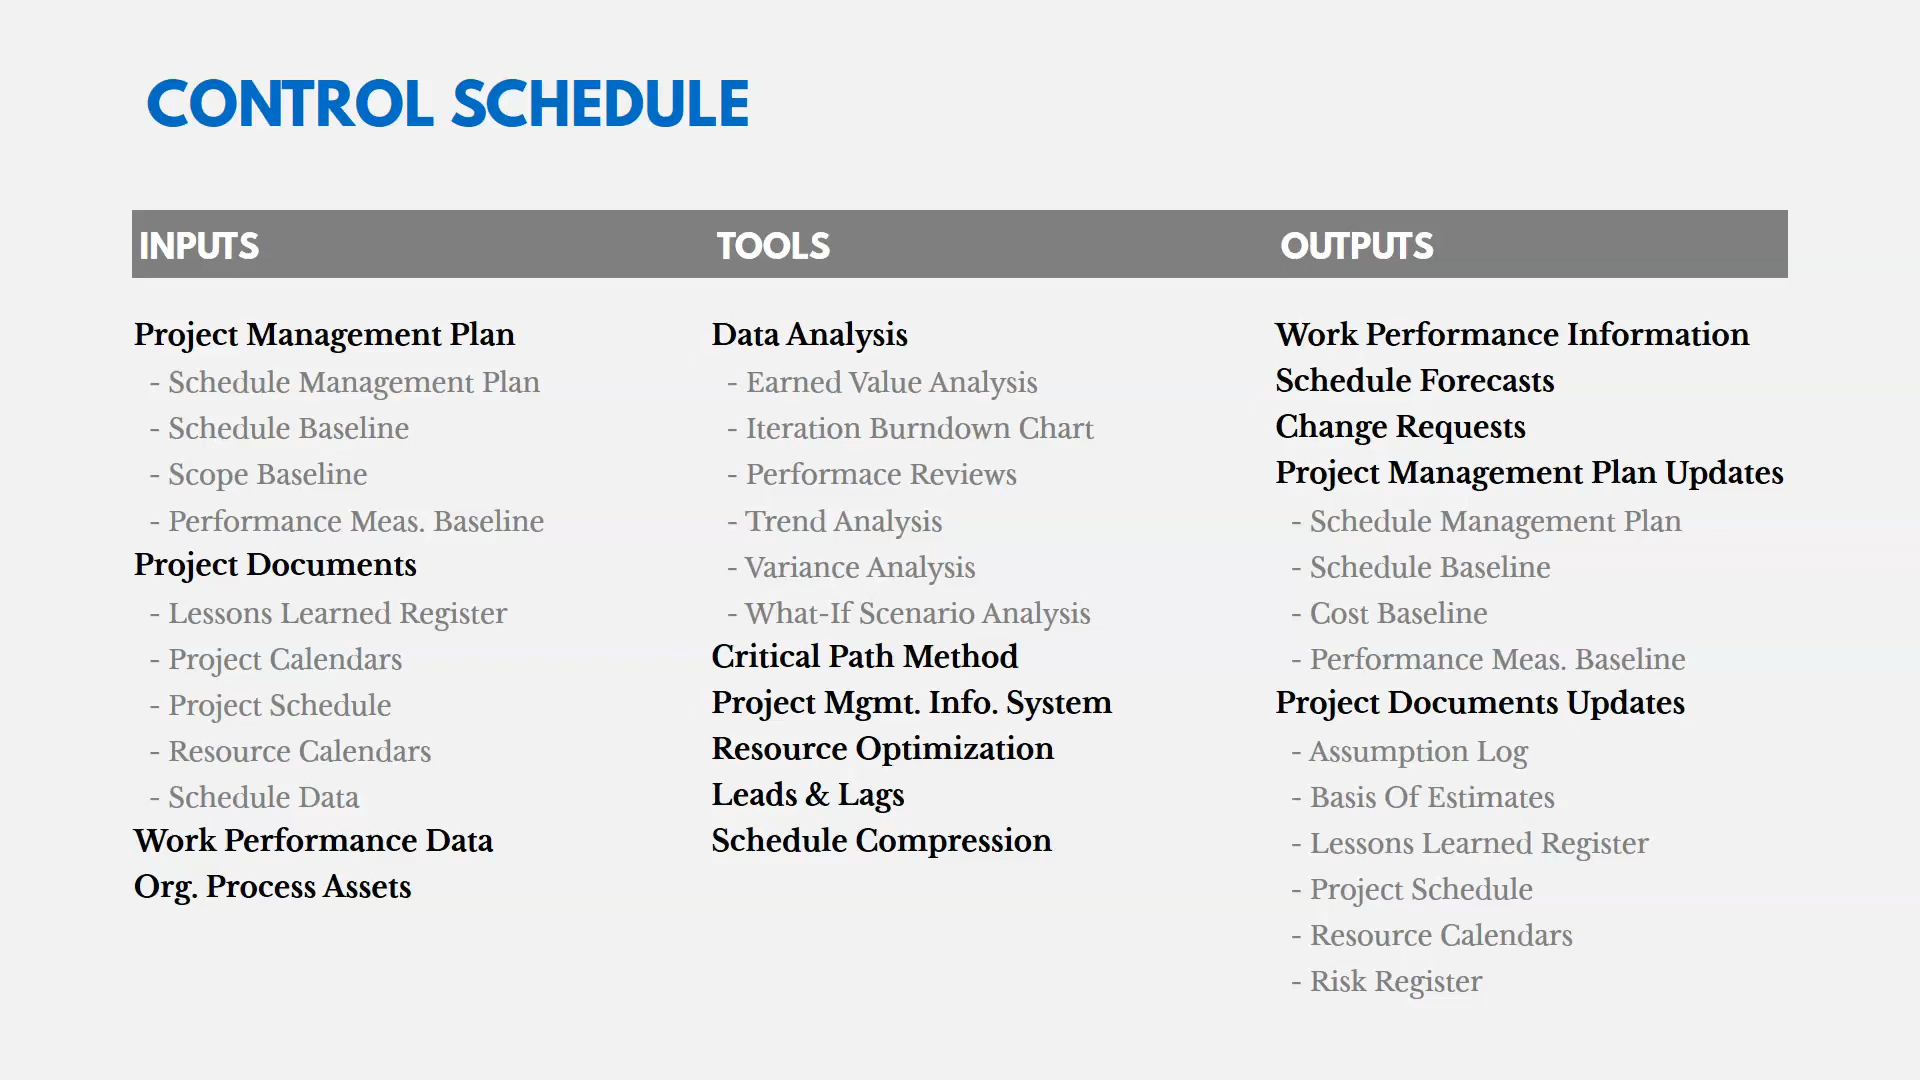 CONTROL SCHEDULE
INPUTS
TOOLS
OUTPUTS
Project Management Plan
- Schedule Management Plan
- Schedule Baseline
- Scope Baseline
- Performance Meas. Baseline
Project Documents
- Lessons Learned Register
- Project Calendars
- Project Schedule
- Resource Calendars
- Schedule Data
Work Performance Data
Org. Process Assets
Data Analysis
- Earned Value Analysis
- Iteration Burndown Chart
- Performace Reviews
- Trend Analysis
- Variance Analysis
- What-If Scenario Analysis
Critical Path Method
Project Mgmt. Info. System
Resource Optimization
Leads & Lags
Schedule Compression
Work Performance Information
Schedule Forecasts
Change Requests
Project Management Plan Updates
- Schedule Management Plan
- Schedule Baseline
- Cost Baseline
- Performance Meas. Baseline
Project Documents Updates
- Assumption Log
- Basis Of Estimates
- Lessons Learned Register
- Project Schedule
- Resource Calendars
- Risk Register